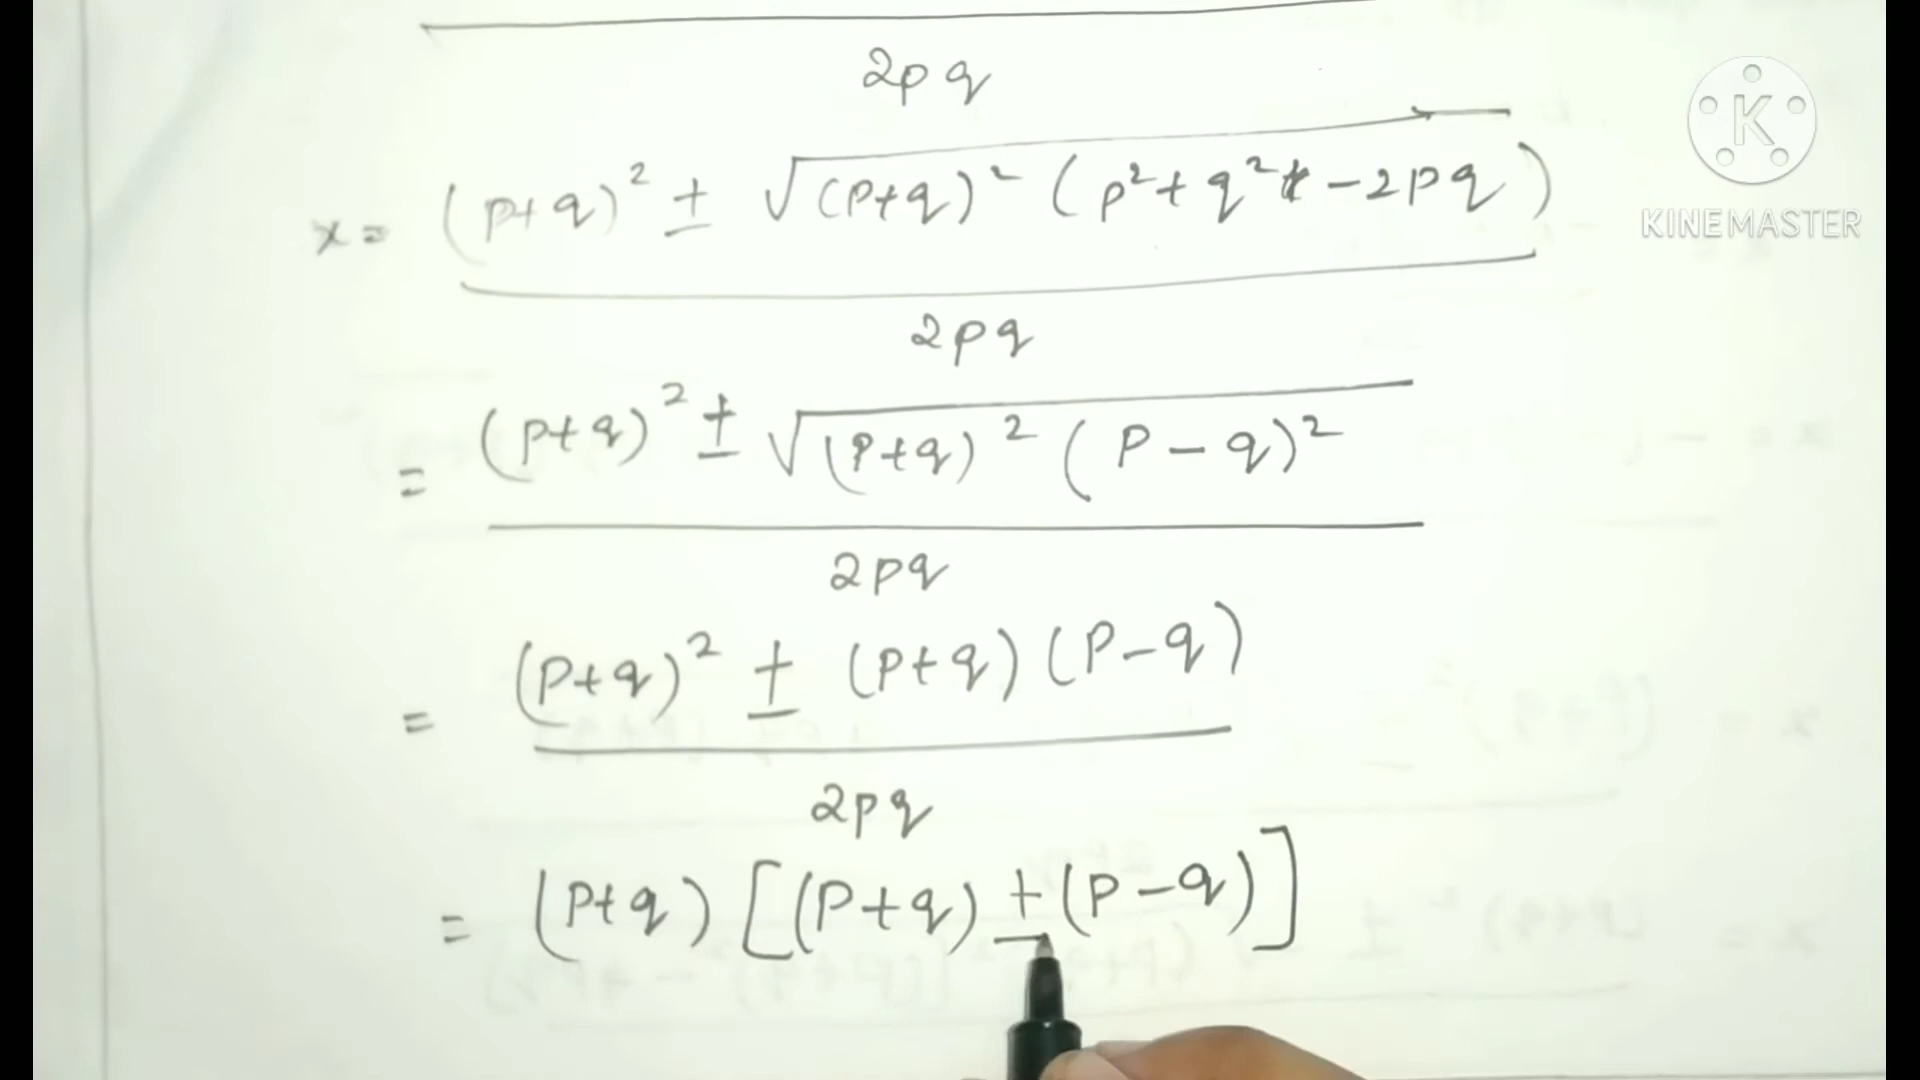 2pq
x = (p+q)² ± √(p+q)² (p²+q² -2pq)
2pq
= (p+q)² ± √(p+q)² (p-q)²
2pq
= (p+q)² ± (p+q) (p-q)
2pq
= (p+q) [(p+q) ± (p-q)]
K
KINEMASTER